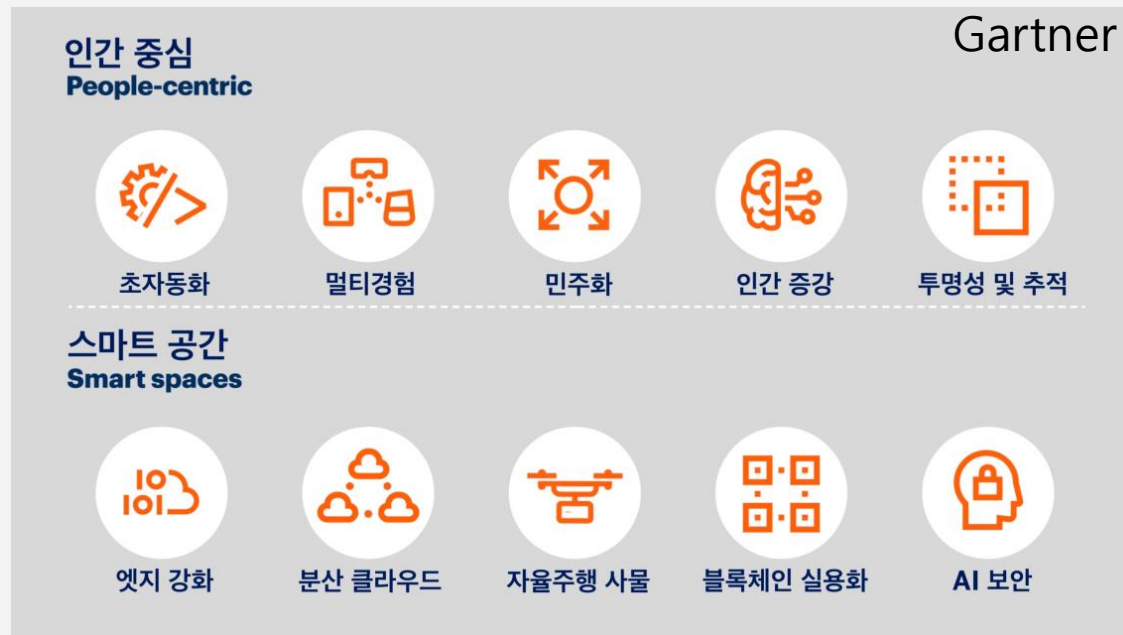 Gartner
인간 중심
People-centric
초자동화
멀티경험
민주화
인간 증강
투명성 및 추적
스마트 공간
Smart spaces
엣지 강화
분산 클라우드
자율주행 사물
블록체인 실용화
AI 보안